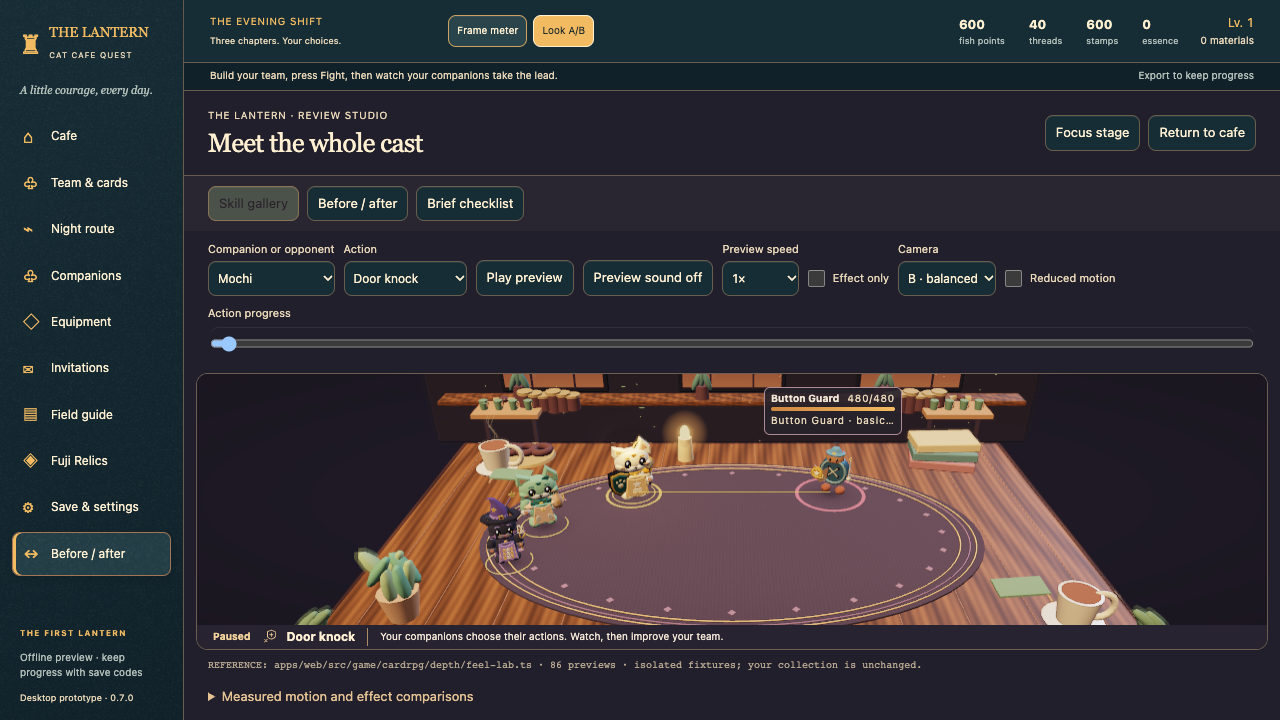 THE LANTERN
CAT CAFE QUEST
A little courage, every day.
Cafe
Team & cards
Night route
Companions
Equipment
Invitations
Field guide
Fuji Relics
Save & settings
Before / after
THE FIRST LANTERN
Offline preview · keep
progress with save codes
Desktop prototype · 0.7.0
THE EVENING SHIFT
Three chapters. Your choices.
Frame meter
Look A/B
600
fish points
40
threads
600
stamps
0
essence
Lv. 1
0 materials
Build your team, press Fight, then watch your companions take the lead.
Export to keep progress
THE LANTERN · REVIEW STUDIO
Meet the whole cast
Focus stage
Return to cafe
Skill gallery
Before / after
Brief checklist
Companion or opponent
Action
Preview speed
Camera
Mochi
Door knock
Play preview
Preview sound off
1x
Effect only
B · balanced
Reduced motion
Action progress
Button Guard 480/480
Button Guard · basic…
Paused
Door knock
Your companions choose their actions. Watch, then improve your team.
REFERENCE: apps/web/src/game/cardrpg/depth/feel-lab.ts · 86 previews · isolated fixtures; your collection is unchanged.
Measured motion and effect comparisons